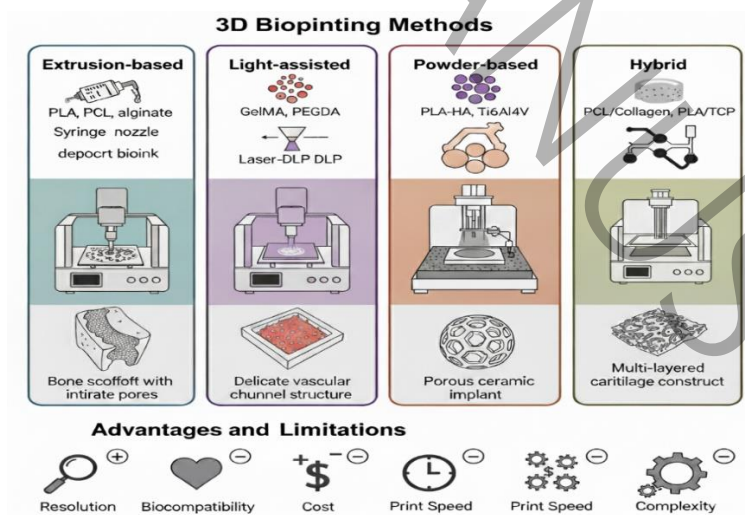 3D Biopinting Methods
Extrusion-based
PLA, PCL, alginate
Syringe nozzle
depocrt bioink
Bone scoffoft with
intirate pores
Light-assisted
GelMA, PEGDA
Laser-DLP DLP
Delicate vascular
chunnel structure
Powder-based
PLA-HA, Ti6Al4V
Porous ceramic
implant
Hybrid
PCL/Collagen, PLA/TCP
Multi-layered
caritilage construct
Advantages and Limitations
Resolution
Biocompatibility
Cost
Print Speed
Print Speed
Complexity